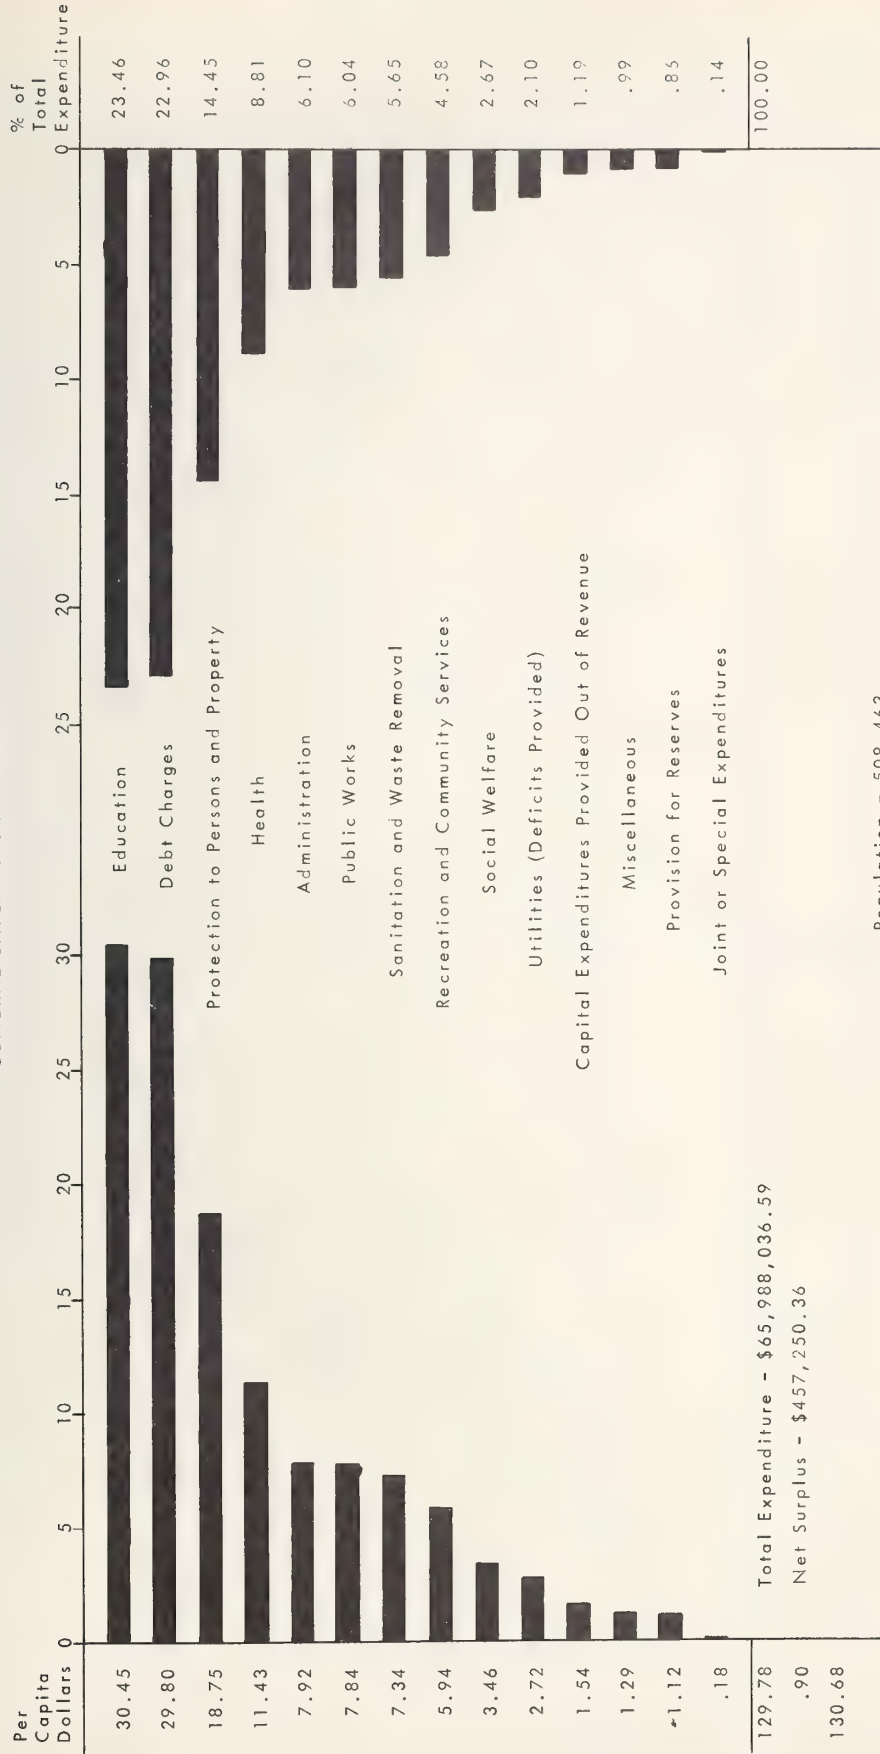 Per
Capita
Dollars 0 5 10 15 20 25 30 25 20 15 10 5 0
% of
Total
Expenditure
30.45 Education 23.46
29.80 Debt Charges 22.96
18.75 Protection to Persons and Property 14.45
11.43 Health 8.81
7.92 Administration 6.10
7.84 Public Works 6.04
7.34 Sanitation and Waste Removal 5.65
5.94 Recreation and Community Services 4.58
3.46 Social Welfare 2.67
2.72 Utilities (Deficits Provided) 2.10
1.54 Capital Expenditures Provided Out of Revenue 1.19
1.29 Miscellaneous .99
1.12 Provision for Reserves .86
.18 Joint or Special Expenditures .14
129.78 Total Expenditure - $65,988,036.59 100.00
.90 Net Surplus - $457,250.36
130.68